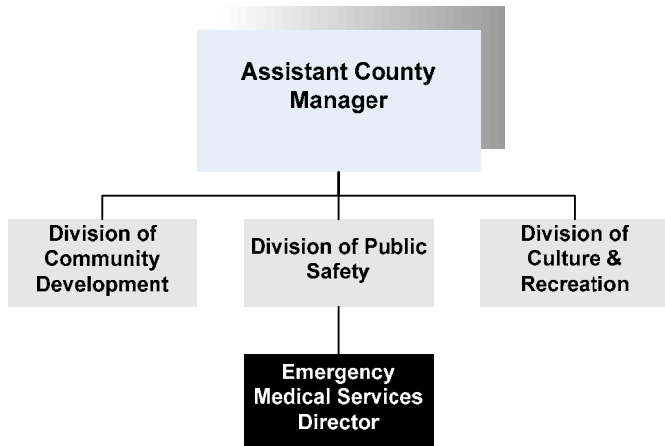 Assistant County
Manager
Division of
Community
Development
Division of Public
Safety
Division of
Culture &
Recreation
Emergency
Medical Services
Director